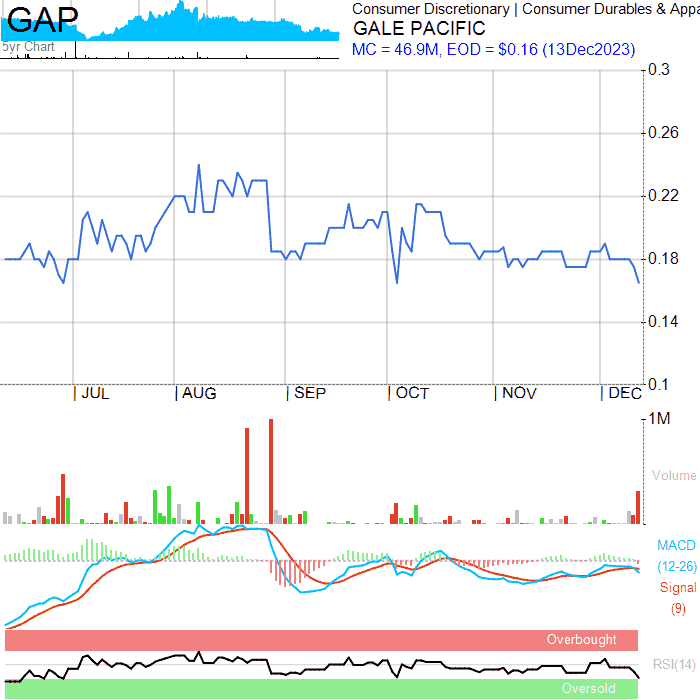 GAP
5yr Chart
Consumer Discretionary | Consumer Durables & Appa
GALE PACIFIC
MC = 46.9M, EOD = $0.16 (13Dec2023)
0.3
0.26
0.22
0.18
0.14
0.1
JUL
AUG
SEP
OCT
NOV
DEC
1M
Volume
MACD
(12-26)
Signal
(9)
Overbought
RSI(14)
Oversold